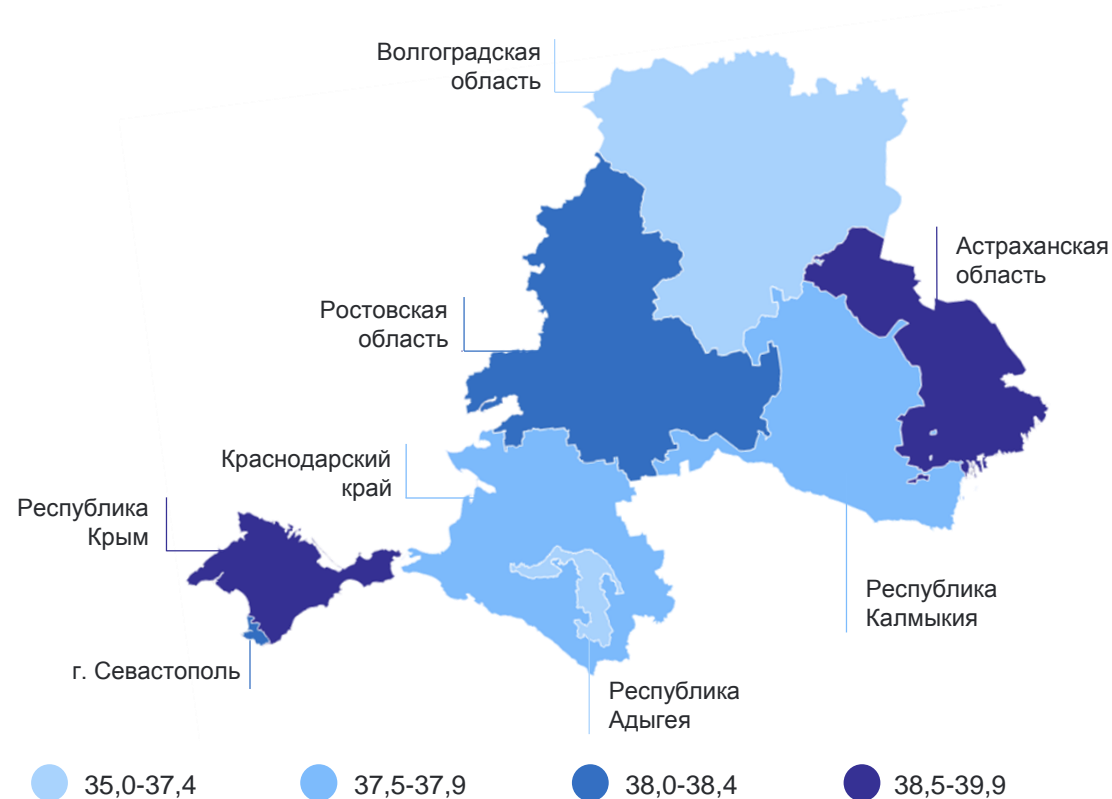 Волгоградская
область
Астраханская
область
Ростовская
область
Краснодарский
край
Республика
Крым
Республика
Калмыкия
г. Севастополь
Республика
Адыгея
35,0-37,4
37,5-37,9
38,0-38,4
38,5-39,9